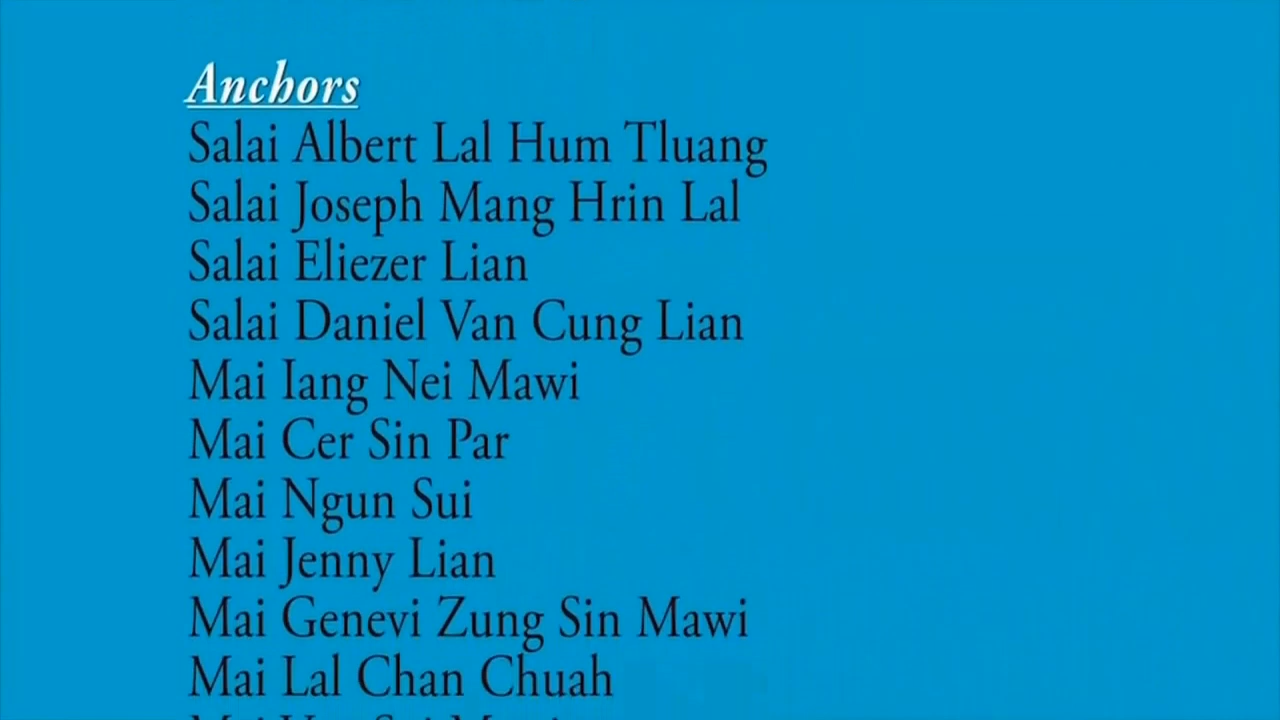 Anchors
Salai Albert Lal Hum Tluang
Salai Joseph Mang Hrin Lal
Salai Eliezer Lian
Salai Daniel Van Cung Lian
Mai Iang Nei Mawi
Mai Cer Sin Par
Mai Ngun Sui
Mai Jenny Lian
Mai Genevi Zung Sin Mawi
Mai Lal Chan Chuah